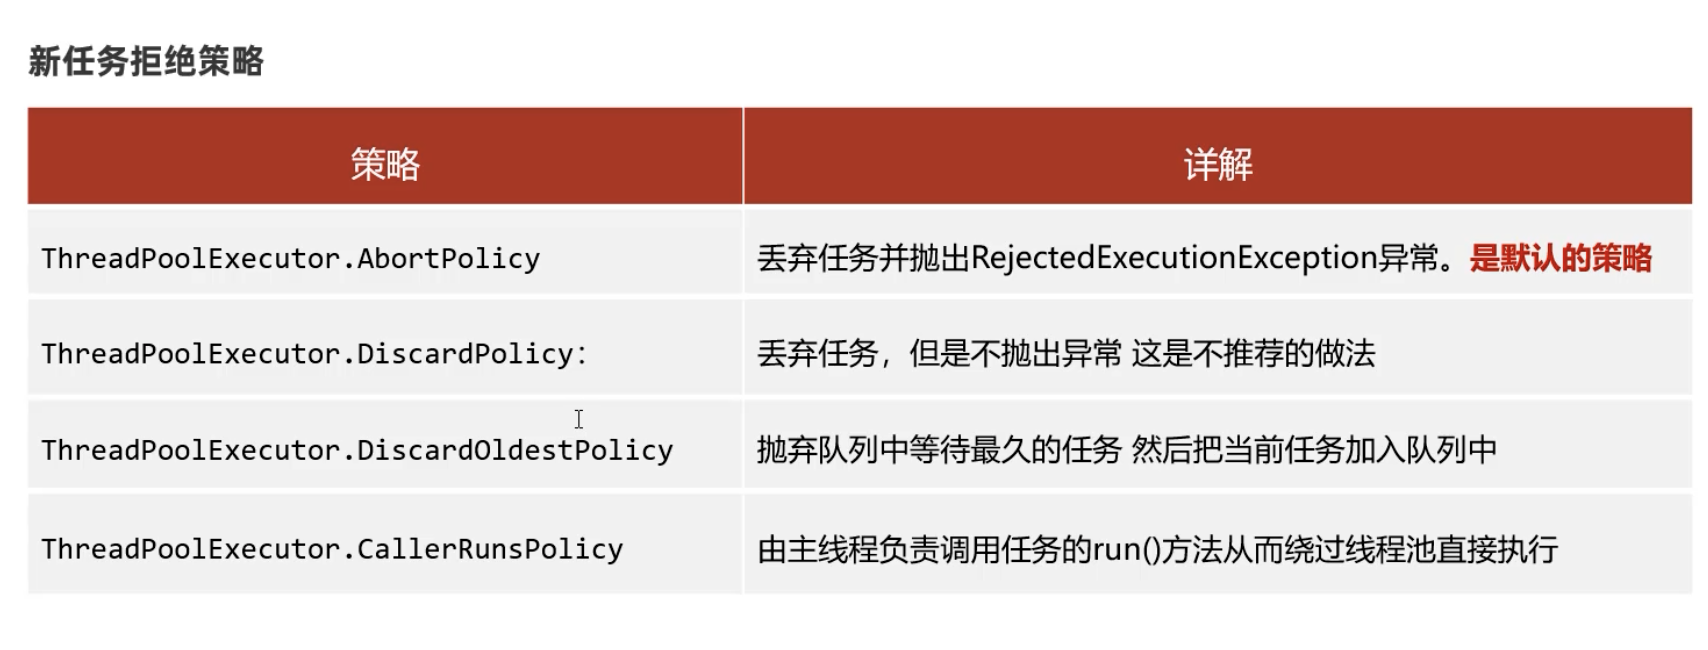 新任务拒绝策略
策略
详解
ThreadPoolExecutor.AbortPolicy
丢弃任务并抛出RejectedExecutionException异常。是默认的策略
ThreadPoolExecutor.DiscardPolicy：
丢弃任务，但是不抛出异常 这是不推荐的做法
ThreadPoolExecutor.DiscardOldestPolicy
抛弃队列中等待最久的任务 然后把当前任务加入队列中
ThreadPoolExecutor.CallerRunsPolicy
由主线程负责调用任务的run()方法从而绕过线程池直接执行